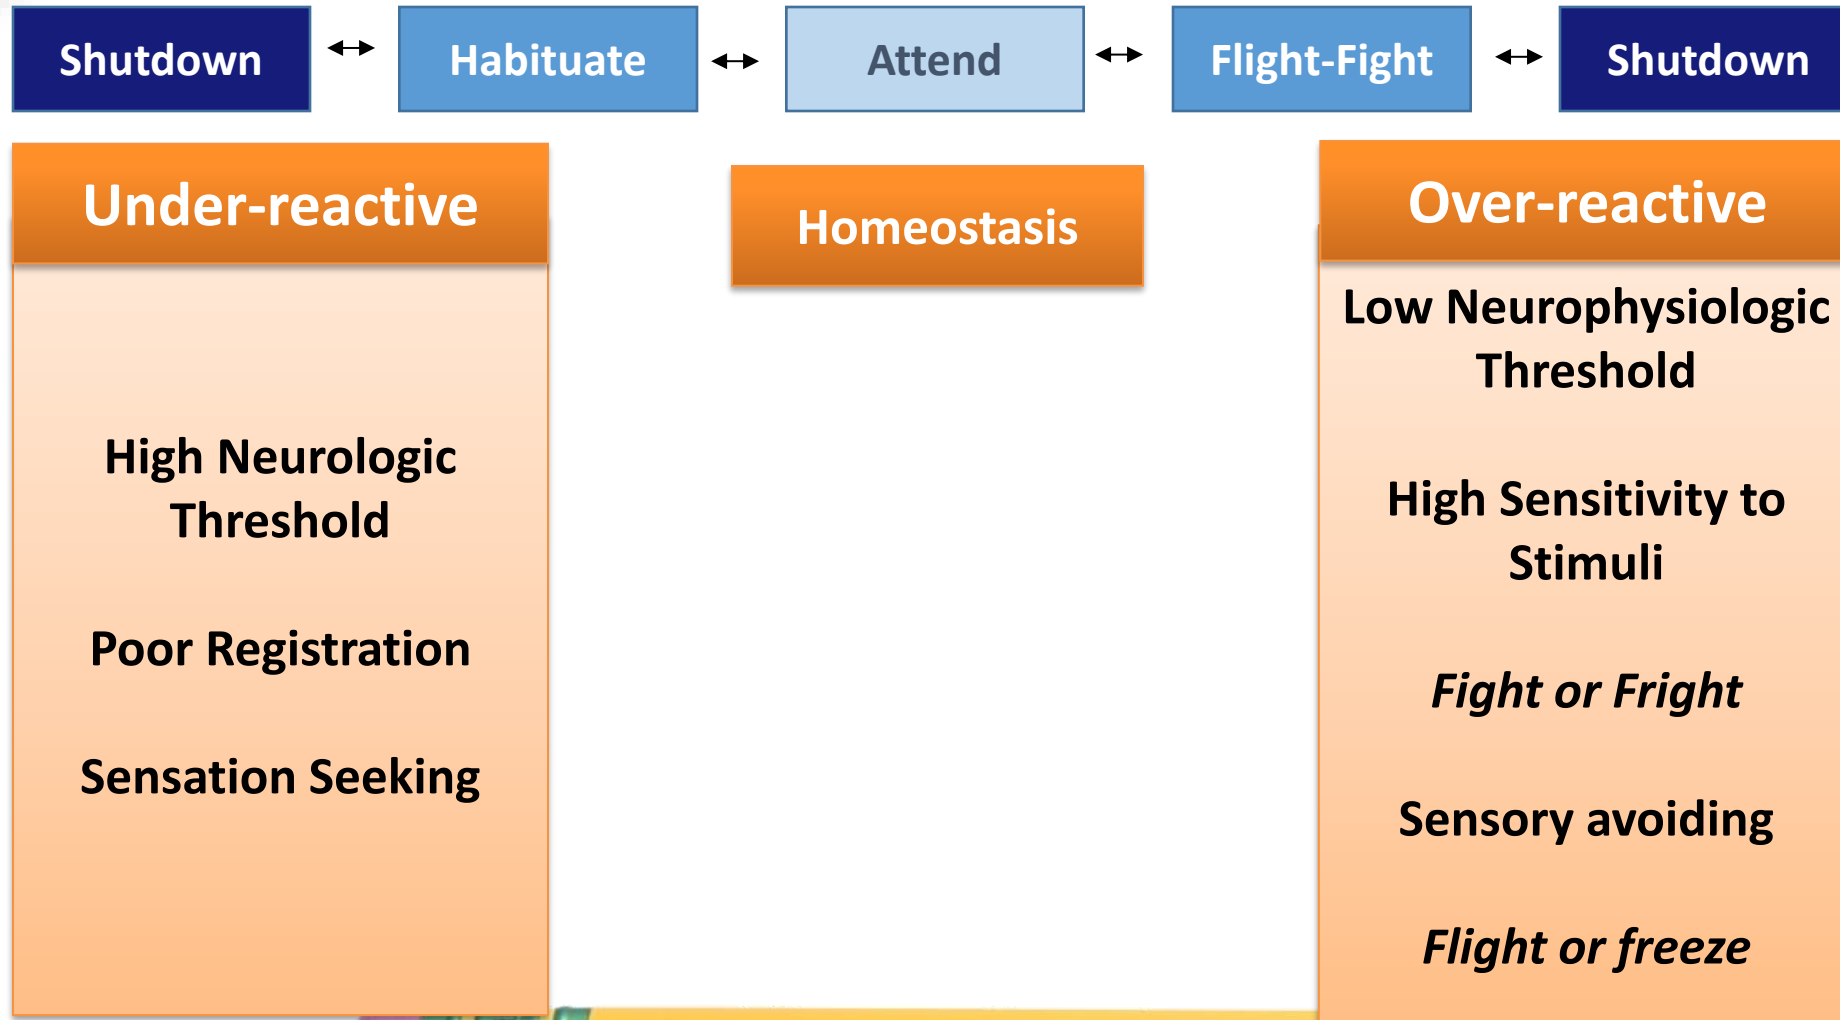 Shutdown
Habituate
Attend
Flight-Fight
Shutdown
Under-reactive
High Neurologic
Threshold
Poor Registration
Sensation Seeking
Homeostasis
Over-reactive
Low Neurophysiologic
Threshold
High Sensitivity to
Stimuli
Fight or Fright
Sensory avoiding
Flight or freeze